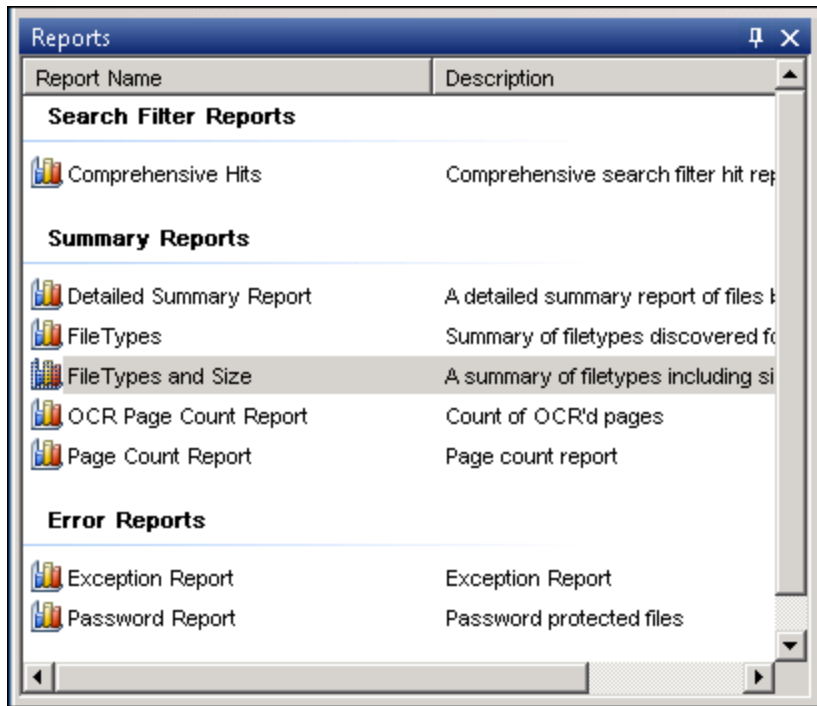 Reports
Report Name Description
Search Filter Reports
Comprehensive Hits Comprehensive search filter hit rep
Summary Reports
Detailed Summary Report A detailed summary report of files
FileTypes Summary of filetypes discovered fo
FileTypes and Size A summary of filetypes including si
OCR Page Count Report Count of OCR'd pages
Page Count Report Page count report
Error Reports
Exception Report Exception Report
Password Report Password protected files